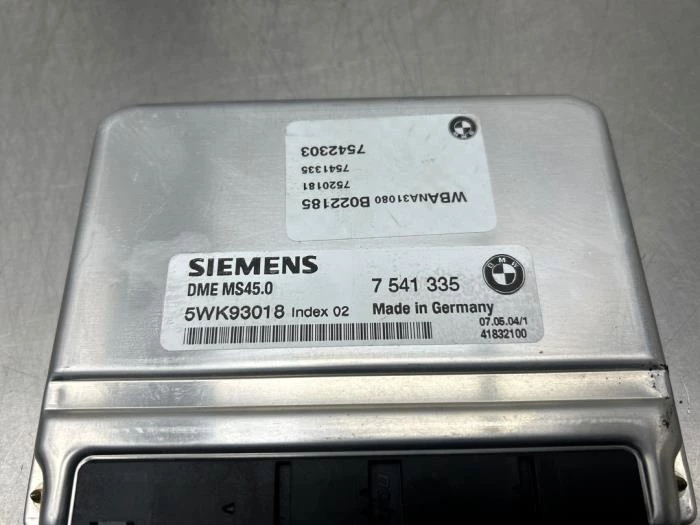 7542303
7541335
7520181
WBANA31080 B022185
SIEMENS
DME MS45.0
7 541 335
BMW
5WK93018 Index 02
Made in Germany
07.05.04/1
41832100